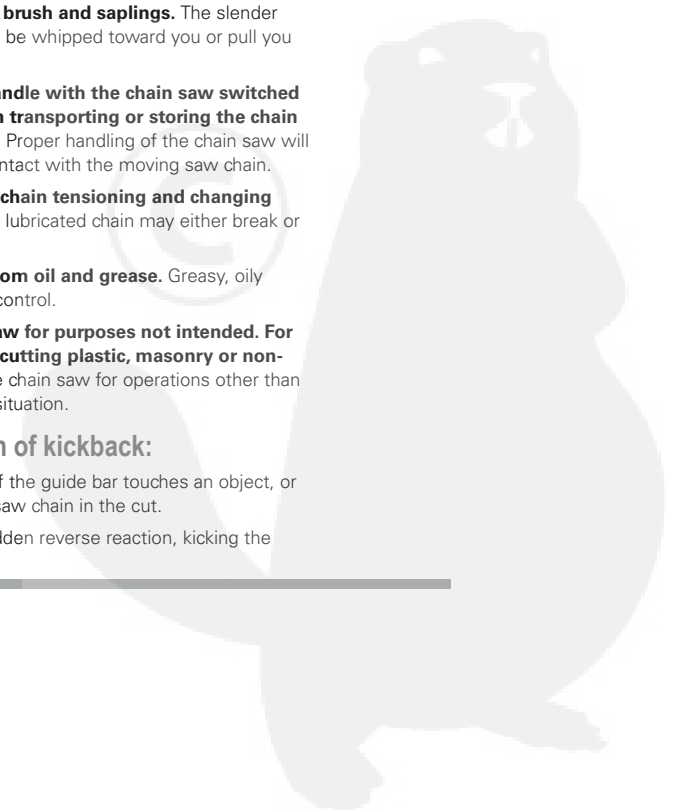 brush and saplings. The slender
be whipped toward you or pull you
andle with the chain saw switched
n transporting or storing the chain
Proper handling of the chain saw will
ntact with the moving saw chain.
chain tensioning and changing
lubricated chain may either break or
om oil and grease. Greasy, oily
control.
aw for purposes not intended. For
cutting plastic, masonry or non-
e chain saw for operations other than
situation.
n of kickback:
f the guide bar touches an object, or
saw chain in the cut.
dden reverse reaction, kicking the
©